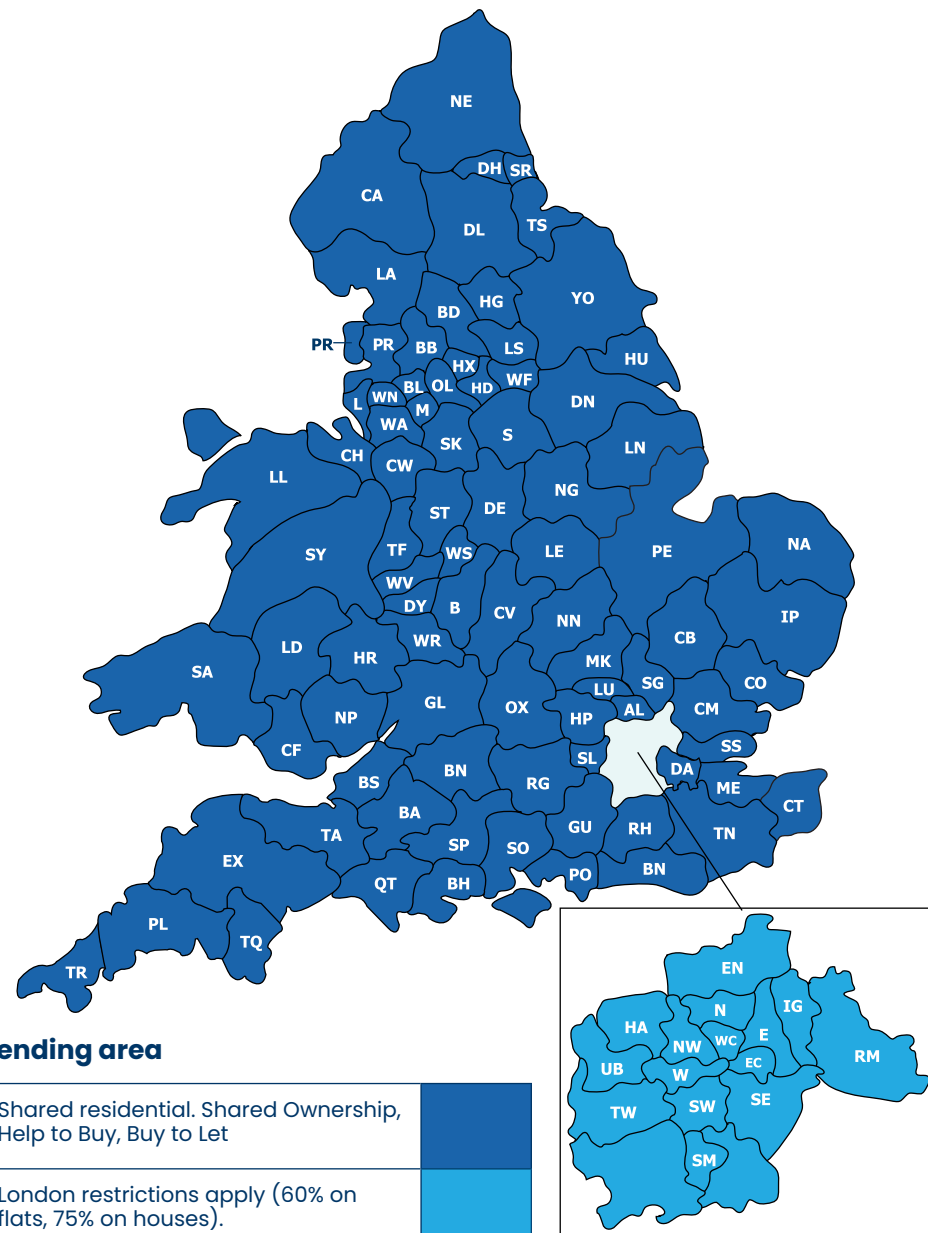 NE
DH
SR
CA
DL
TS
LA
HG
YO
BD
PR
PR
BB
LS
HU
HX
WF
BL
OL
HD
L
WN
M
DN
WA
S
SK
LN
CH
CW
LL
NG
ST
DE
NA
SY
TF
WS
LE
PE
WV
DY
B
CV
NN
IP
WR
CB
LD
HR
MK
SA
LU
SG
CO
GL
OX
HP
AL
CM
NP
CF
SS
SL
DA
BS
BN
RG
ME
CT
BA
TA
GU
RH
TN
SP
SO
EX
QT
BH
PO
BN
PL
TQ
TR
EN
IG
N
HA
E
NW
WC
RM
UB
W
EC
TW
SW
SE
SM
ending area
Shared residential. Shared Ownership,
Help to Buy, Buy to Let
London restrictions apply (60% on
flats, 75% on houses).